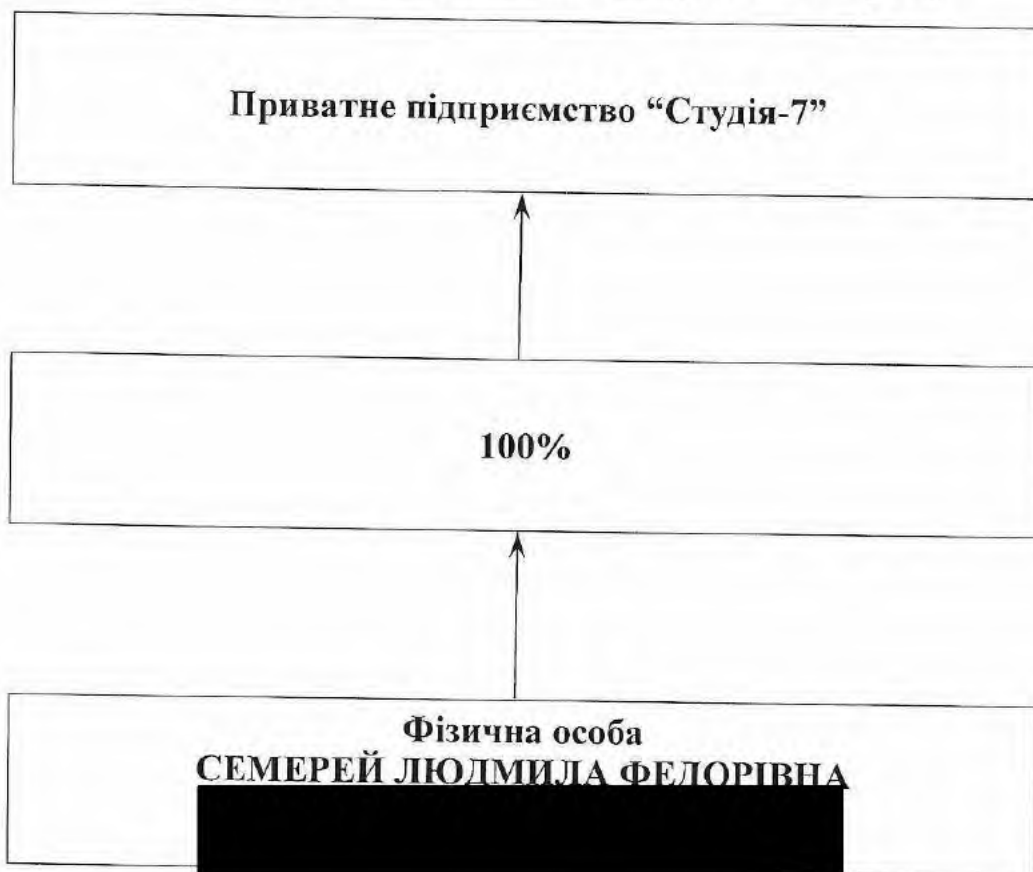 Приватне підприємство “Студія-7”
100%
Фізична особа
СЕМЕРЕЙ ЛЮДМИЛА ФЕДОРІВНА